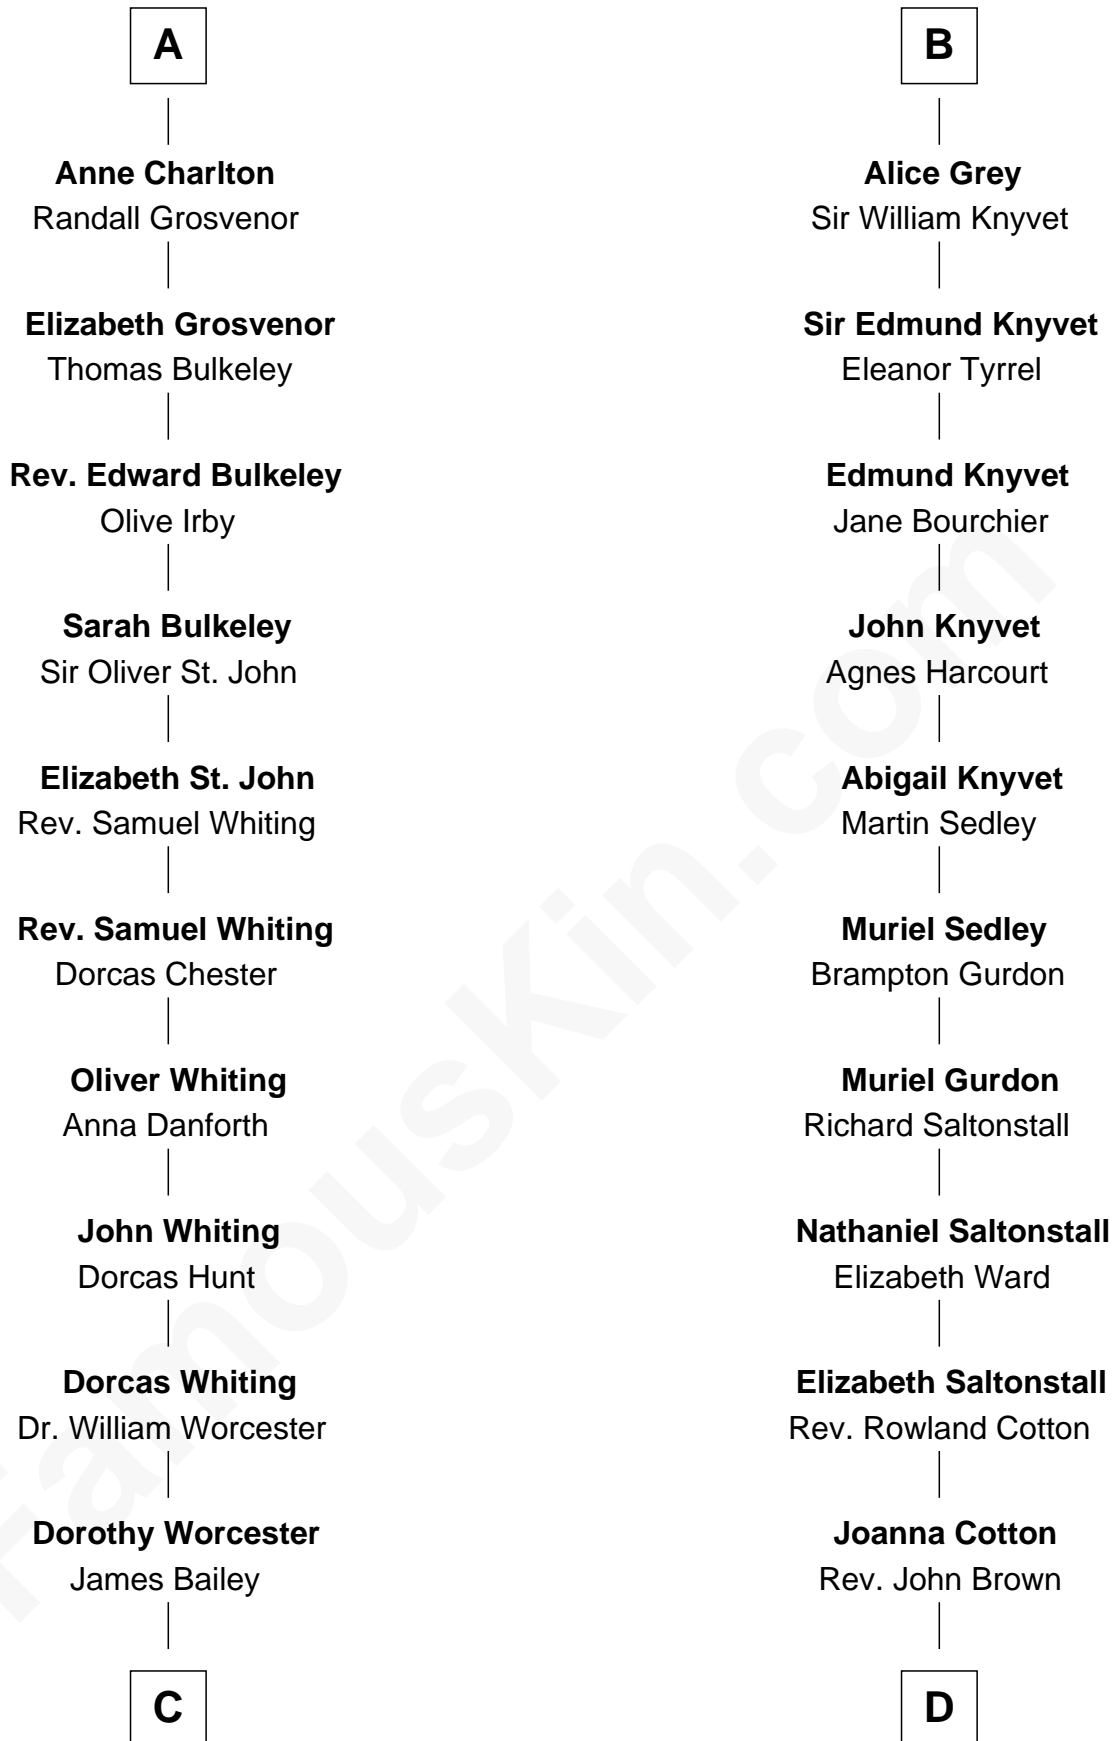 A
Anne Charlton
Randall Grosvenor
Elizabeth Grosvenor
Thomas Bulkeley
Rev. Edward Bulkeley
Olive Irby
Sarah Bulkeley
Sir Oliver St. John
Elizabeth St. John
Rev. Samuel Whiting
Rev. Samuel Whiting
Dorcas Chester
Oliver Whiting
Anna Danforth
John Whiting
Dorcas Hunt
Dorcas Whiting
Dr. William Worcester
Dorothy Worcester
James Bailey
C
B
Alice Grey
Sir William Knyvet
Sir Edmund Knyvet
Eleanor Tyrrel
Edmund Knyvet
Jane Bourchier
John Knyvet
Agnes Harcourt
Abigail Knyvet
Martin Sedley
Muriel Sedley
Brampton Gurdon
Muriel Gurdon
Richard Saltonstall
Nathaniel Saltonstall
Elizabeth Ward
Elizabeth Saltonstall
Rev. Rowland Cotton
Joanna Cotton
Rev. John Brown
D
FamousKin.com